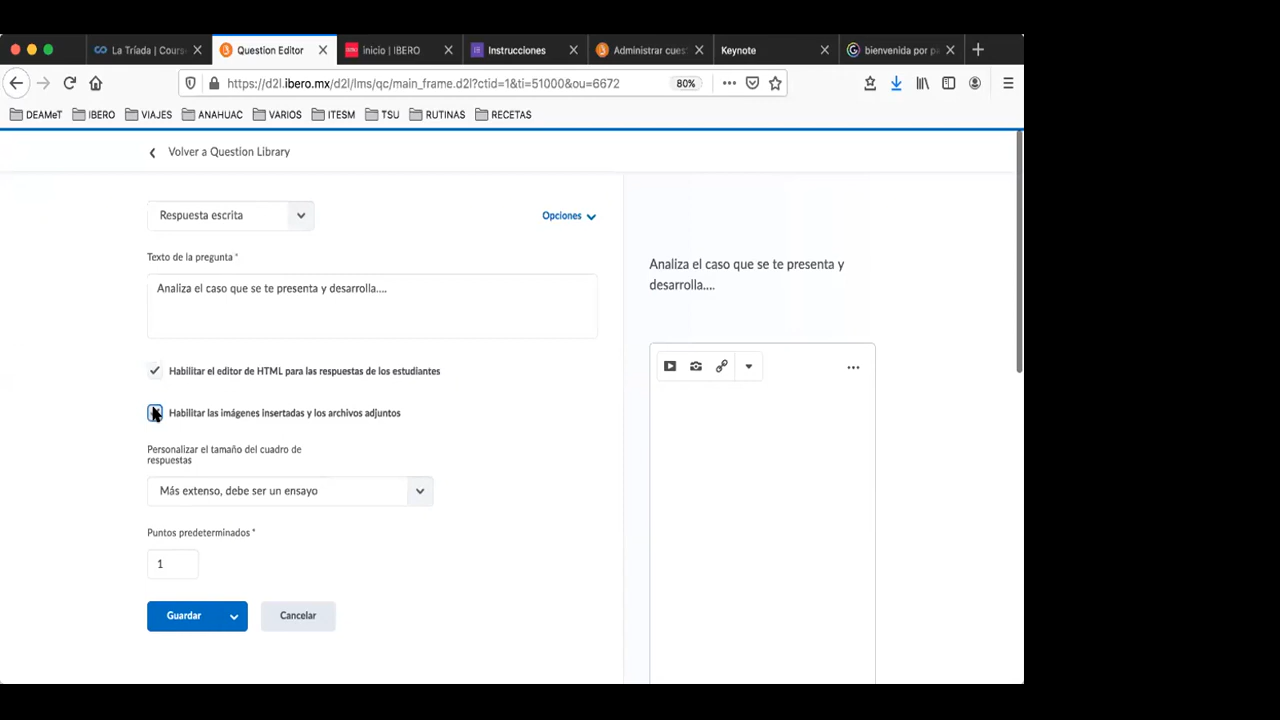 La Tríada | Cours
Question Editor
inicio | IBERO
Instrucciones
Administrar cues
Keynote
bienvenida por p
https://d2l.ibero.mx/d2l/lms/qc/main_frame.d2l?ctid=1&ti=51000&ou=6672
80%
DEAMeT
IBERO
VIAJES
ANAHUAC
VARIOS
ITESM
TSU
RUTINAS
RECETAS
Volver a Question Library
Respuesta escrita
Opciones
Texto de la pregunta *
Analiza el caso que se te presenta y desarrolla....
Habilitar el editor de HTML para las respuestas de los estudiantes
Habilitar las imágenes insertadas y los archivos adjuntos
Personalizar el tamaño del cuadro de
respuestas
Más extenso, debe ser un ensayo
Puntos predeterminados *
1
Guardar
Cancelar
Analiza el caso que se te presenta y
desarrolla....